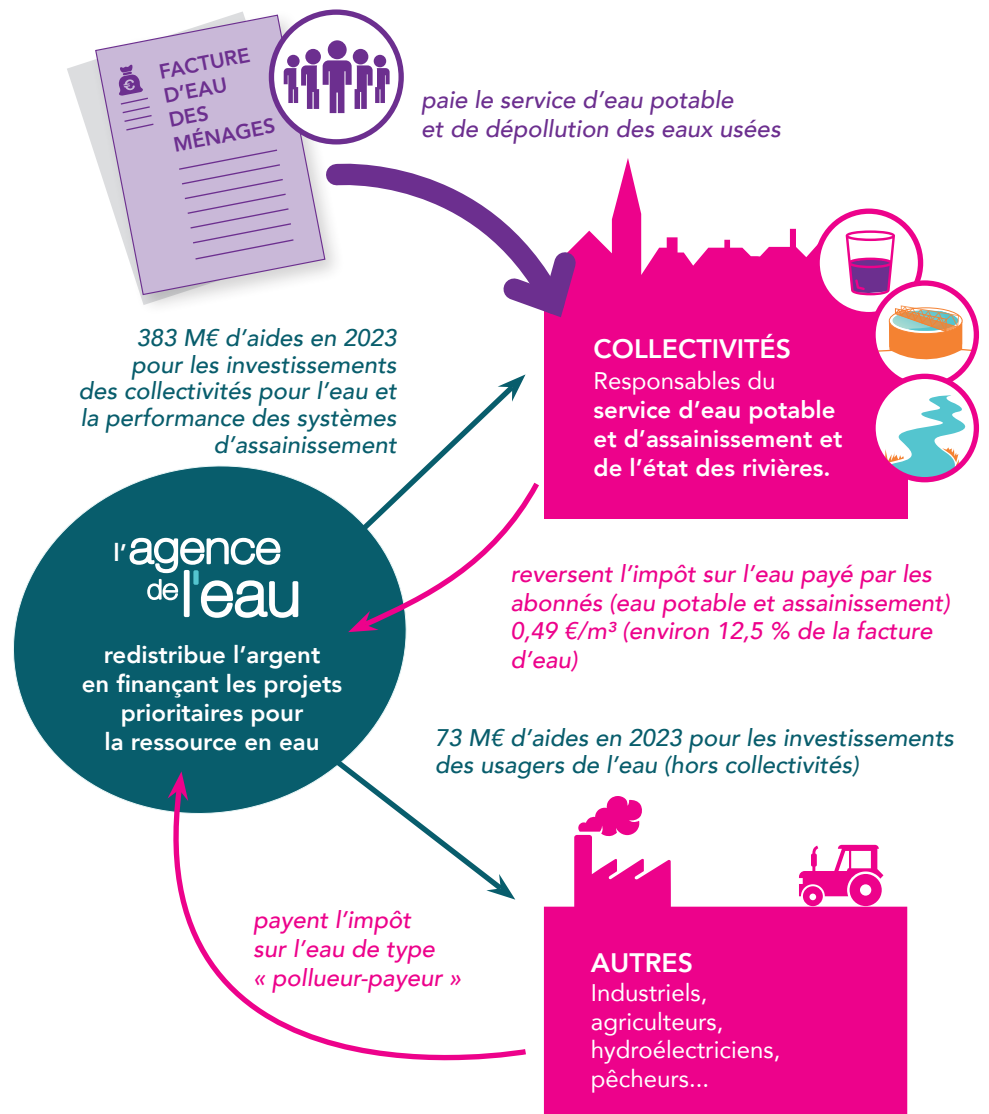 FACTURE
D'EAU
DES
MÉNAGES
paie le service d'eau potable
et de dépollution des eaux usées
383 M€ d'aides en 2023
pour les investissements
des collectivités pour l'eau et
la performance des systèmes
d'assainissement
COLLECTIVITÉS
Responsables du
service d'eau potable
et d'assainissement et
de l'état des rivières.
l'agence
de l'eau
redistribue l'argent
en finançant les projets
prioritaires pour
la ressource en eau
reversent l'impôt sur l'eau payé par les
abonnés (eau potable et assainissement)
0,49 €/m³ (environ 12,5 % de la facture
d'eau)
73 M€ d'aides en 2023 pour les investissements
des usagers de l'eau (hors collectivités)
payent l'impôt
sur l'eau de type
« pollueur-payeur »
AUTRES
Industriels,
agriculteurs,
hydroélectriciens,
pêcheurs...